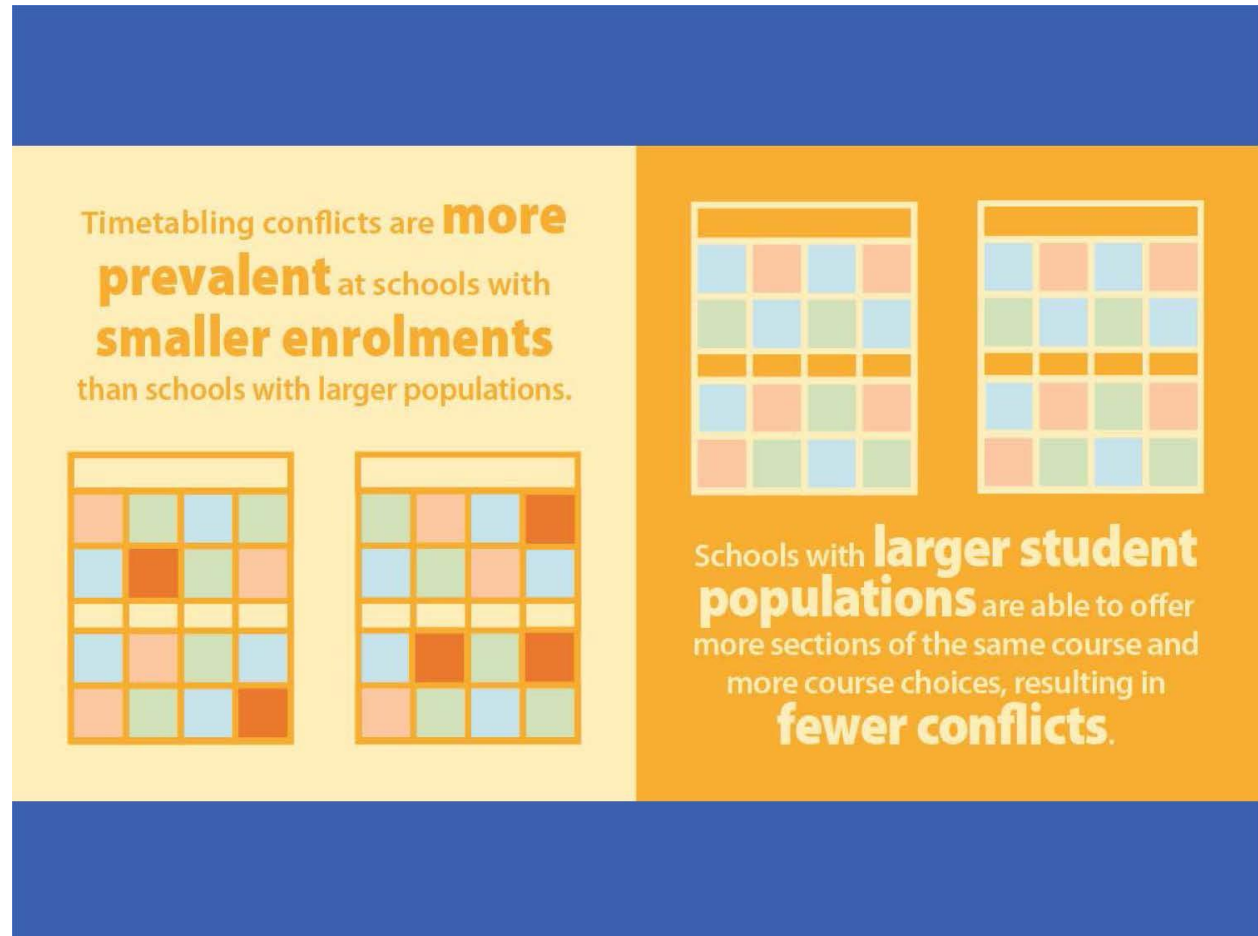 Timetabling conflicts are more
prevalent at schools with
smaller enrolments
than schools with larger populations.
Schools with larger student
populations are able to offer
more sections of the same course and
more course choices, resulting in
fewer conflicts.